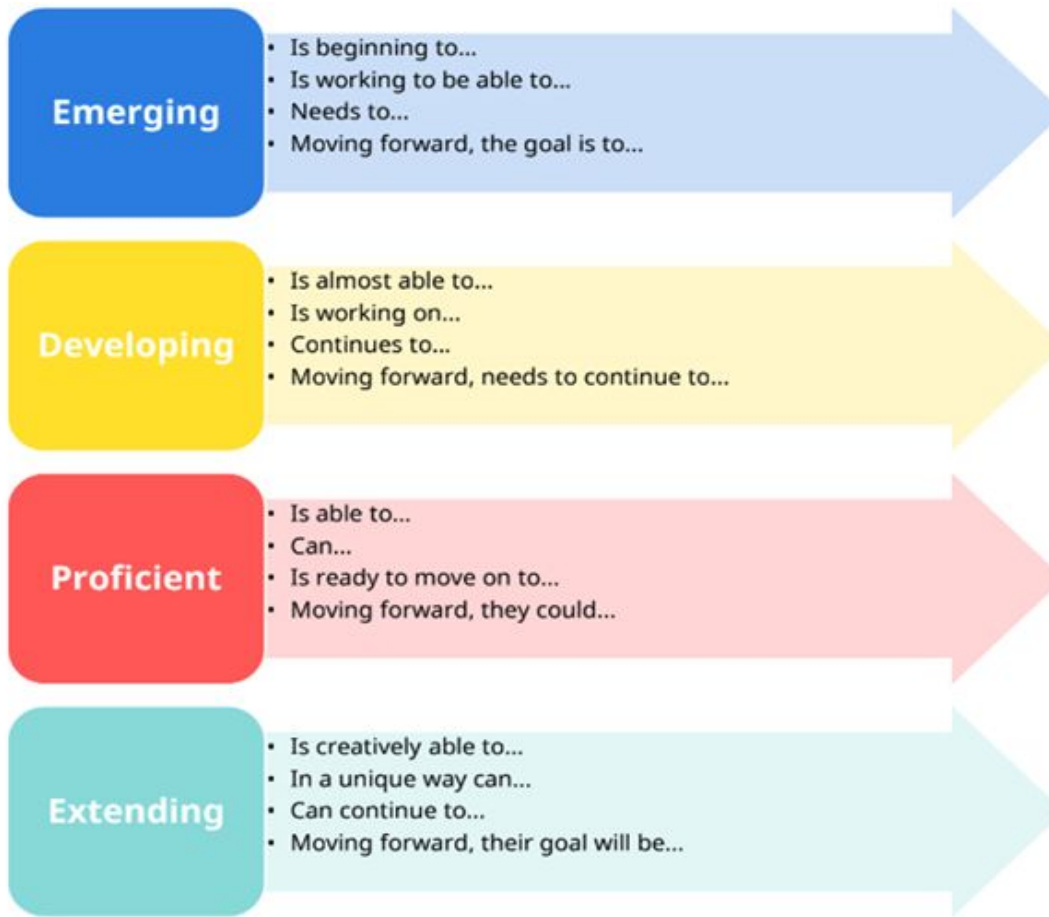 Emerging
• Is beginning to...
• Is working to be able to...
• Needs to...
• Moving forward, the goal is to...
Developing
• Is almost able to...
• Is working on...
• Continues to...
• Moving forward, needs to continue to...
Proficient
• Is able to...
• Can...
• Is ready to move on to...
• Moving forward, they could...
Extending
• Is creatively able to...
• In a unique way can...
• Can continue to...
• Moving forward, their goal will be...